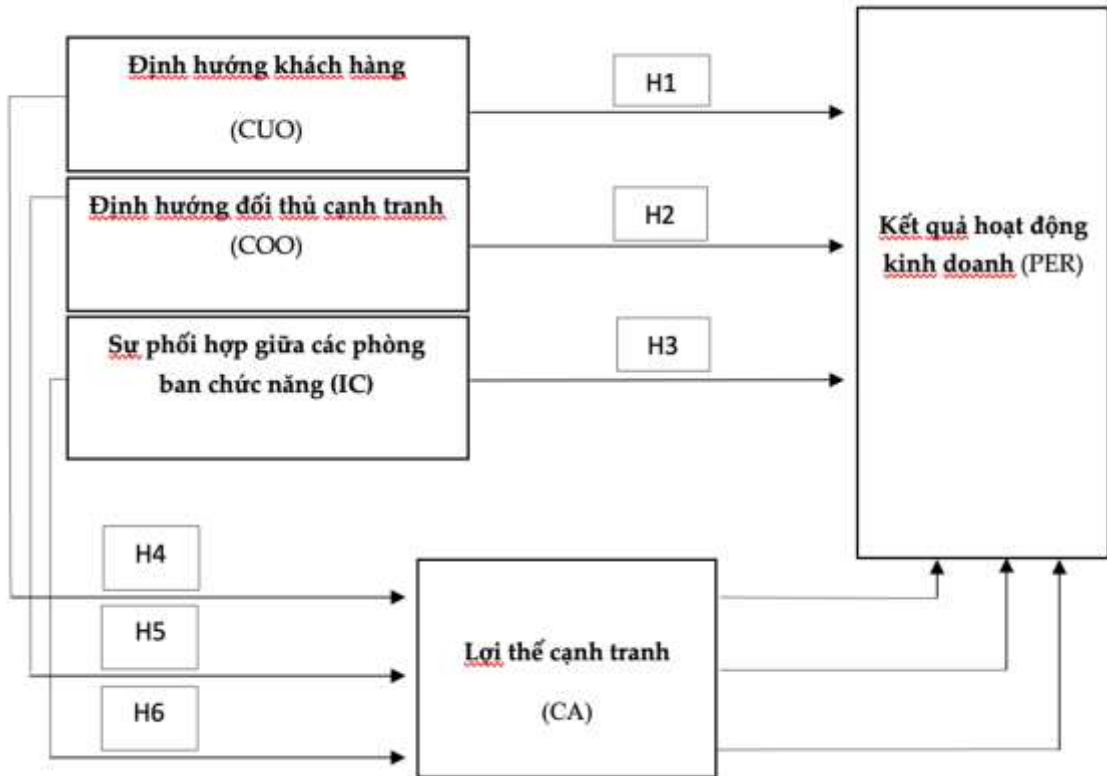 Định hướng khách hàng
(CUO)
H1
Định hướng đối thủ cạnh tranh
(COO)
H2
Sự phối hợp giữa các phòng
ban chức năng (IC)
H3
Kết quả hoạt động
kinh doanh (PER)
H4
H5
H6
Lợi thế cạnh tranh
(CA)